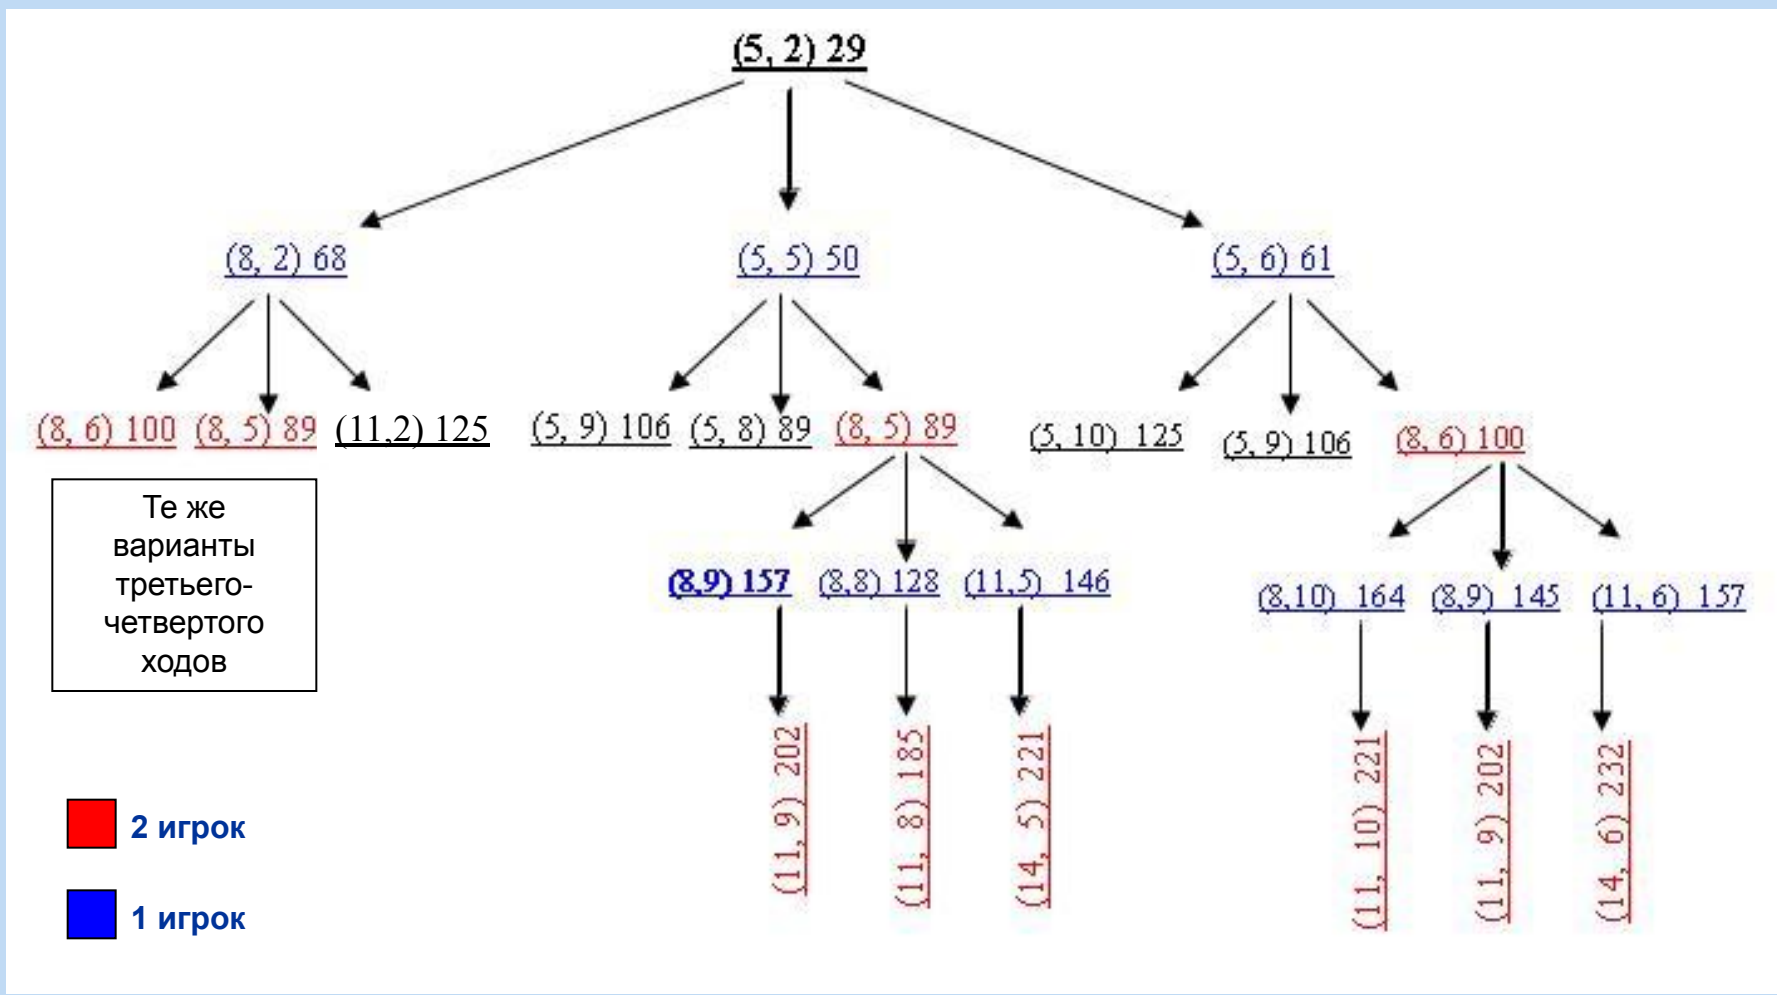 (5, 2) 29
(8, 2) 68
(5, 5) 50
(5, 6) 61
(8, 6) 100
(8, 5) 89
(11,2) 125
(5, 9) 106
(5, 8) 89
(8, 5) 89
(5, 10) 125
(5, 9) 106
(8, 6) 100
Те же
варианты
третьего-
четвертого
ходов
(8,9) 157
(8,8) 128
(11,5) 146
(8,10) 164
(8,9) 145
(11, 6) 157
(11, 9) 202
(11, 8) 185
(14, 5) 221
(11, 10) 221
(11, 9) 202
(14, 6) 232
2 игрок
1 игрок